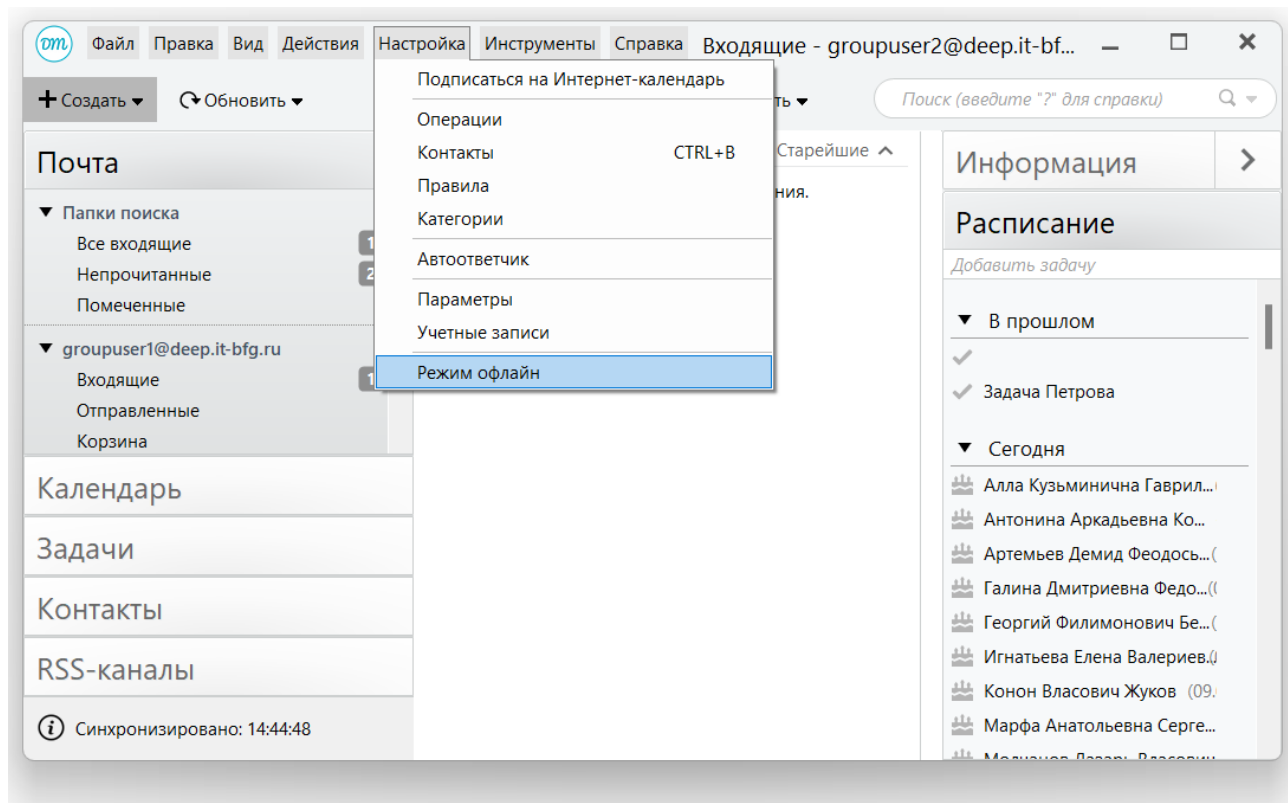 Файл Правка Вид Действия Настройка Инструменты Справка Входящие - groupuser2@deep.it-bf...
Создать Обновить
Поиск (введите "?" для справки)
Подписаться на Интернет-календарь
Операции
Контакты CTRL+B
Правила
Категории
Автоответчик
Параметры
Учетные записи
Режим офлайн
Старейшие
Почта
Папки поиска
Все входящие
Непрочитанные
Помеченные
groupuser1@deep.it-bfg.ru
Входящие
Отправленные
Корзина
Календарь
Задачи
Контакты
RSS-каналы
Синхронизировано: 14:44:48
Информация
Расписание
Добавить задачу
В прошлом
Задача Петрова
Сегодня
Алла Кузьминична Гаврил...
Антонина Аркадьевна Ко...
Артемьев Демид Феодось...
Галина Дмитриевна Федо...
Георгий Филимонович Бе...
Игнатьева Елена Валериев...
Конон Власович Жуков (09.
Марфа Анатольевна Серге...